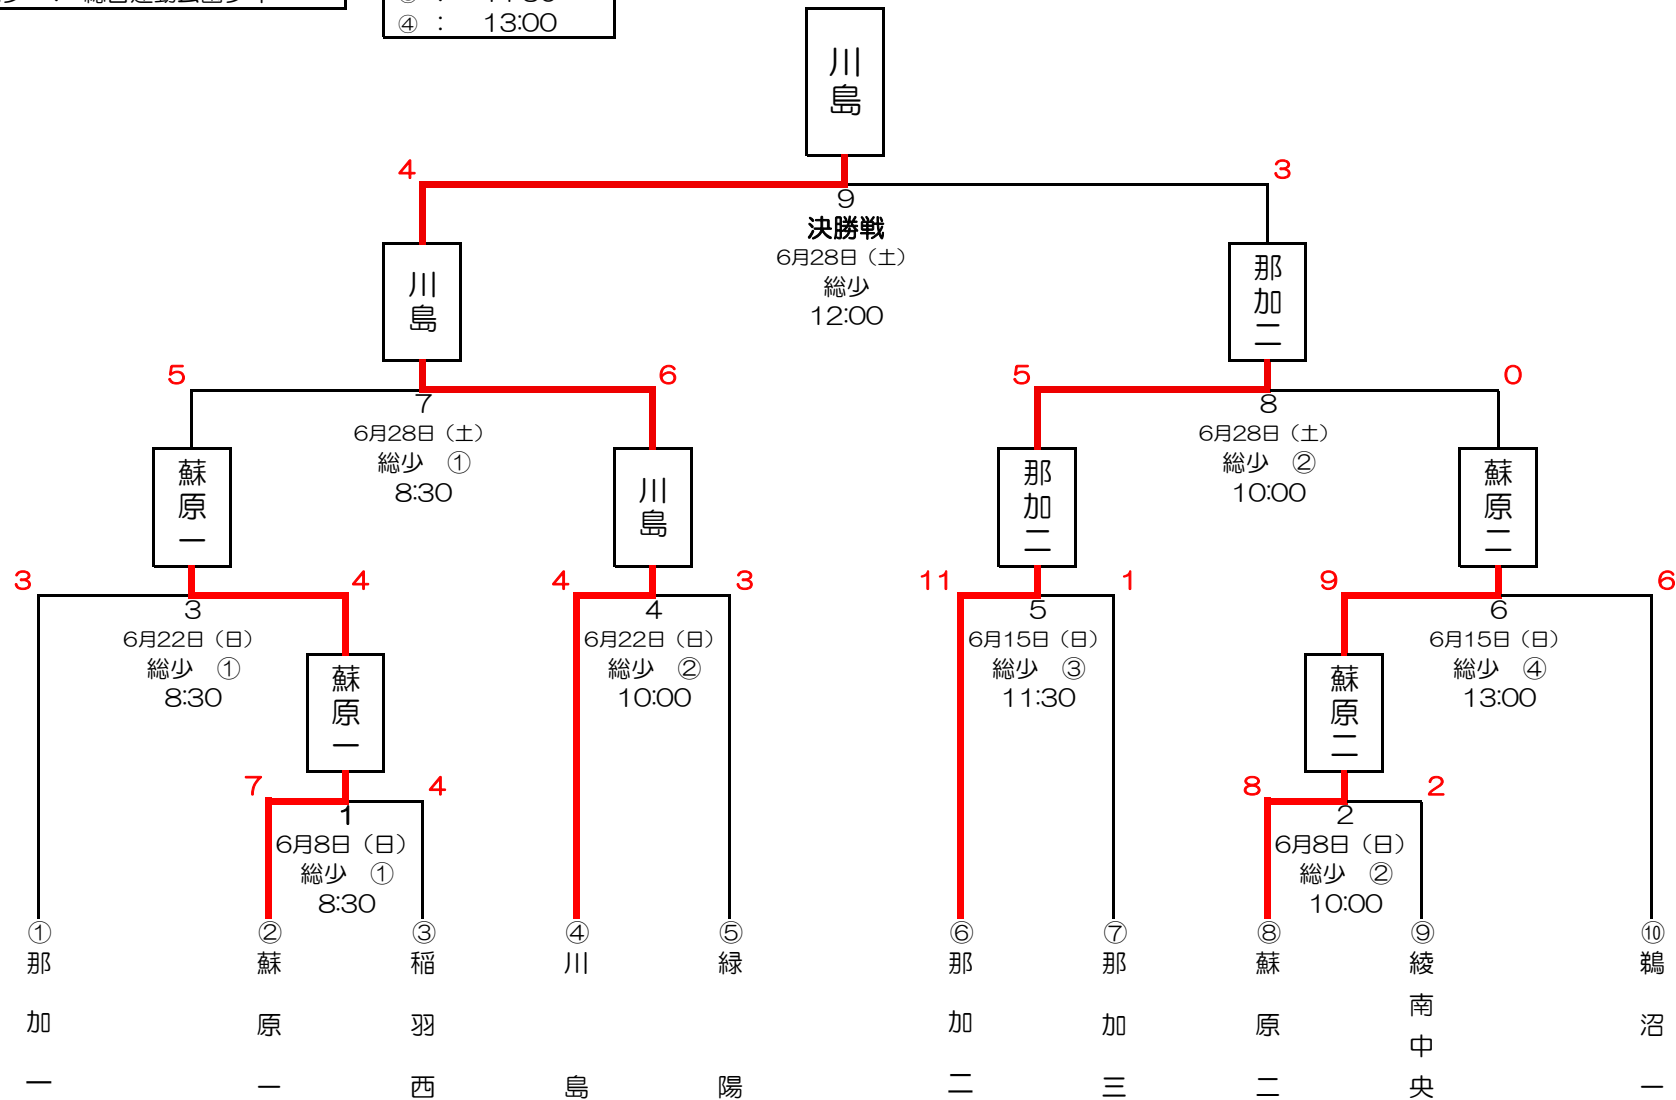 ④ : 13:00
川島
4 3
9
決勝戦
6月28日（土）
総少
12:00
川島
那加二
5 6
7
6月28日（土）
総少 ①
8:30
5 0
8
6月28日（土）
総少 ②
10:00
蘇原一
川島
那加二
蘇原二
3 4
3
6月22日（日）
総少 ①
8:30
4 3
4
6月22日（日）
総少 ②
10:00
11 1
5
6月15日（日）
総少 ③
11:30
9 6
6
6月15日（日）
総少 ④
13:00
蘇原一
蘇原二
7 4
1
6月8日（日）
総少 ①
8:30
8 2
2
6月8日（日）
総少 ②
10:00
①那加一
②蘇原一
③稲羽西
④川島
⑤緑陽
⑥那加二
⑦那加三
⑧蘇原二
⑨綾南中央
⑩鵜沼一